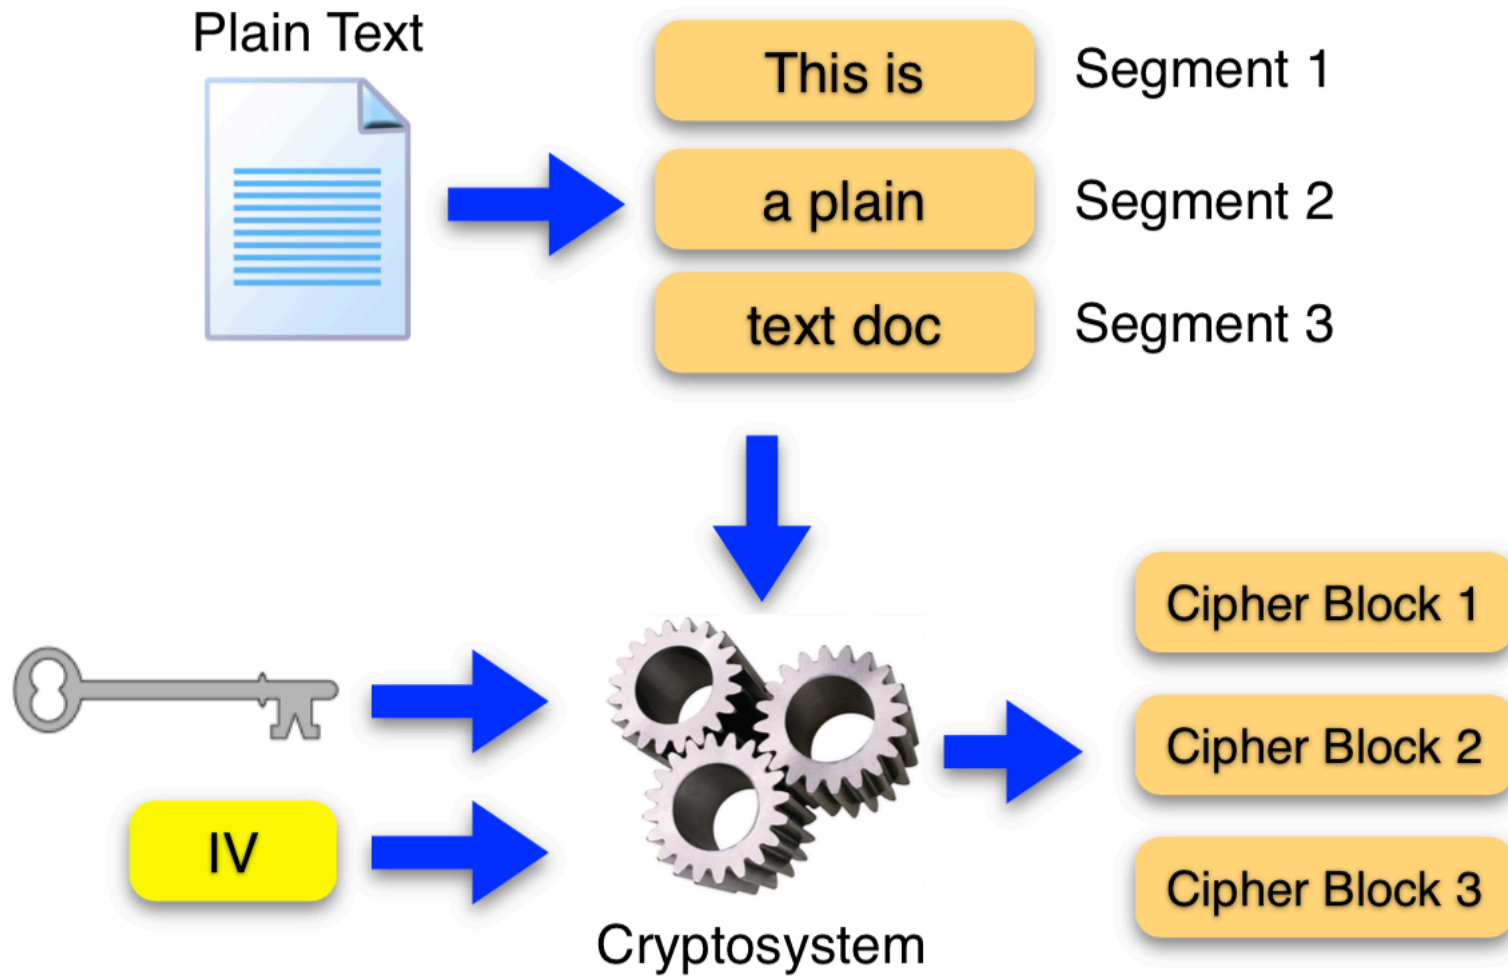 Plain Text
This is
Segment 1
a plain
Segment 2
text doc
Segment 3
Cipher Block 1
Cipher Block 2
IV
Cipher Block 3
Cryptosystem